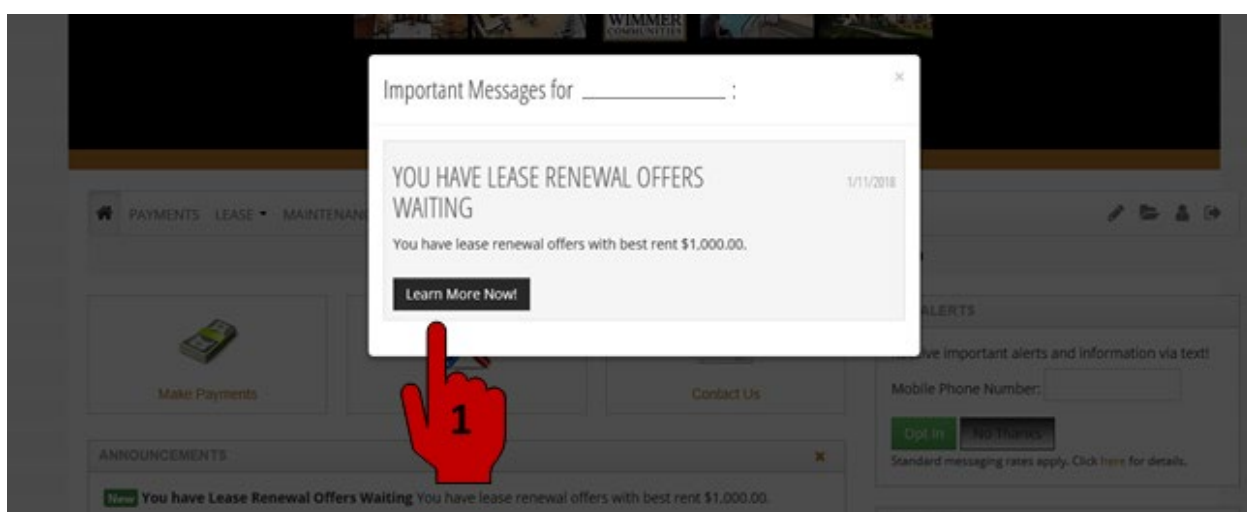 WIMMER
COMMUNITIES
Important Messages for ______________ :
×
YOU HAVE LEASE RENEWAL OFFERS
WAITING
1/11/2018
You have lease renewal offers with best rent $1,000.00.
Learn More Now!
PAYMENTS LEASE MAINTENANC
ALERTS
ive important alerts and information via text!
Mobile Phone Number:
Opt In No Thanks
Standard messaging rates apply. Click here for details.
Make Payments
Contact Us
1
ANNOUNCEMENTS
New You have Lease Renewal Offers Waiting You have lease renewal offers with best rent $1,000.00.